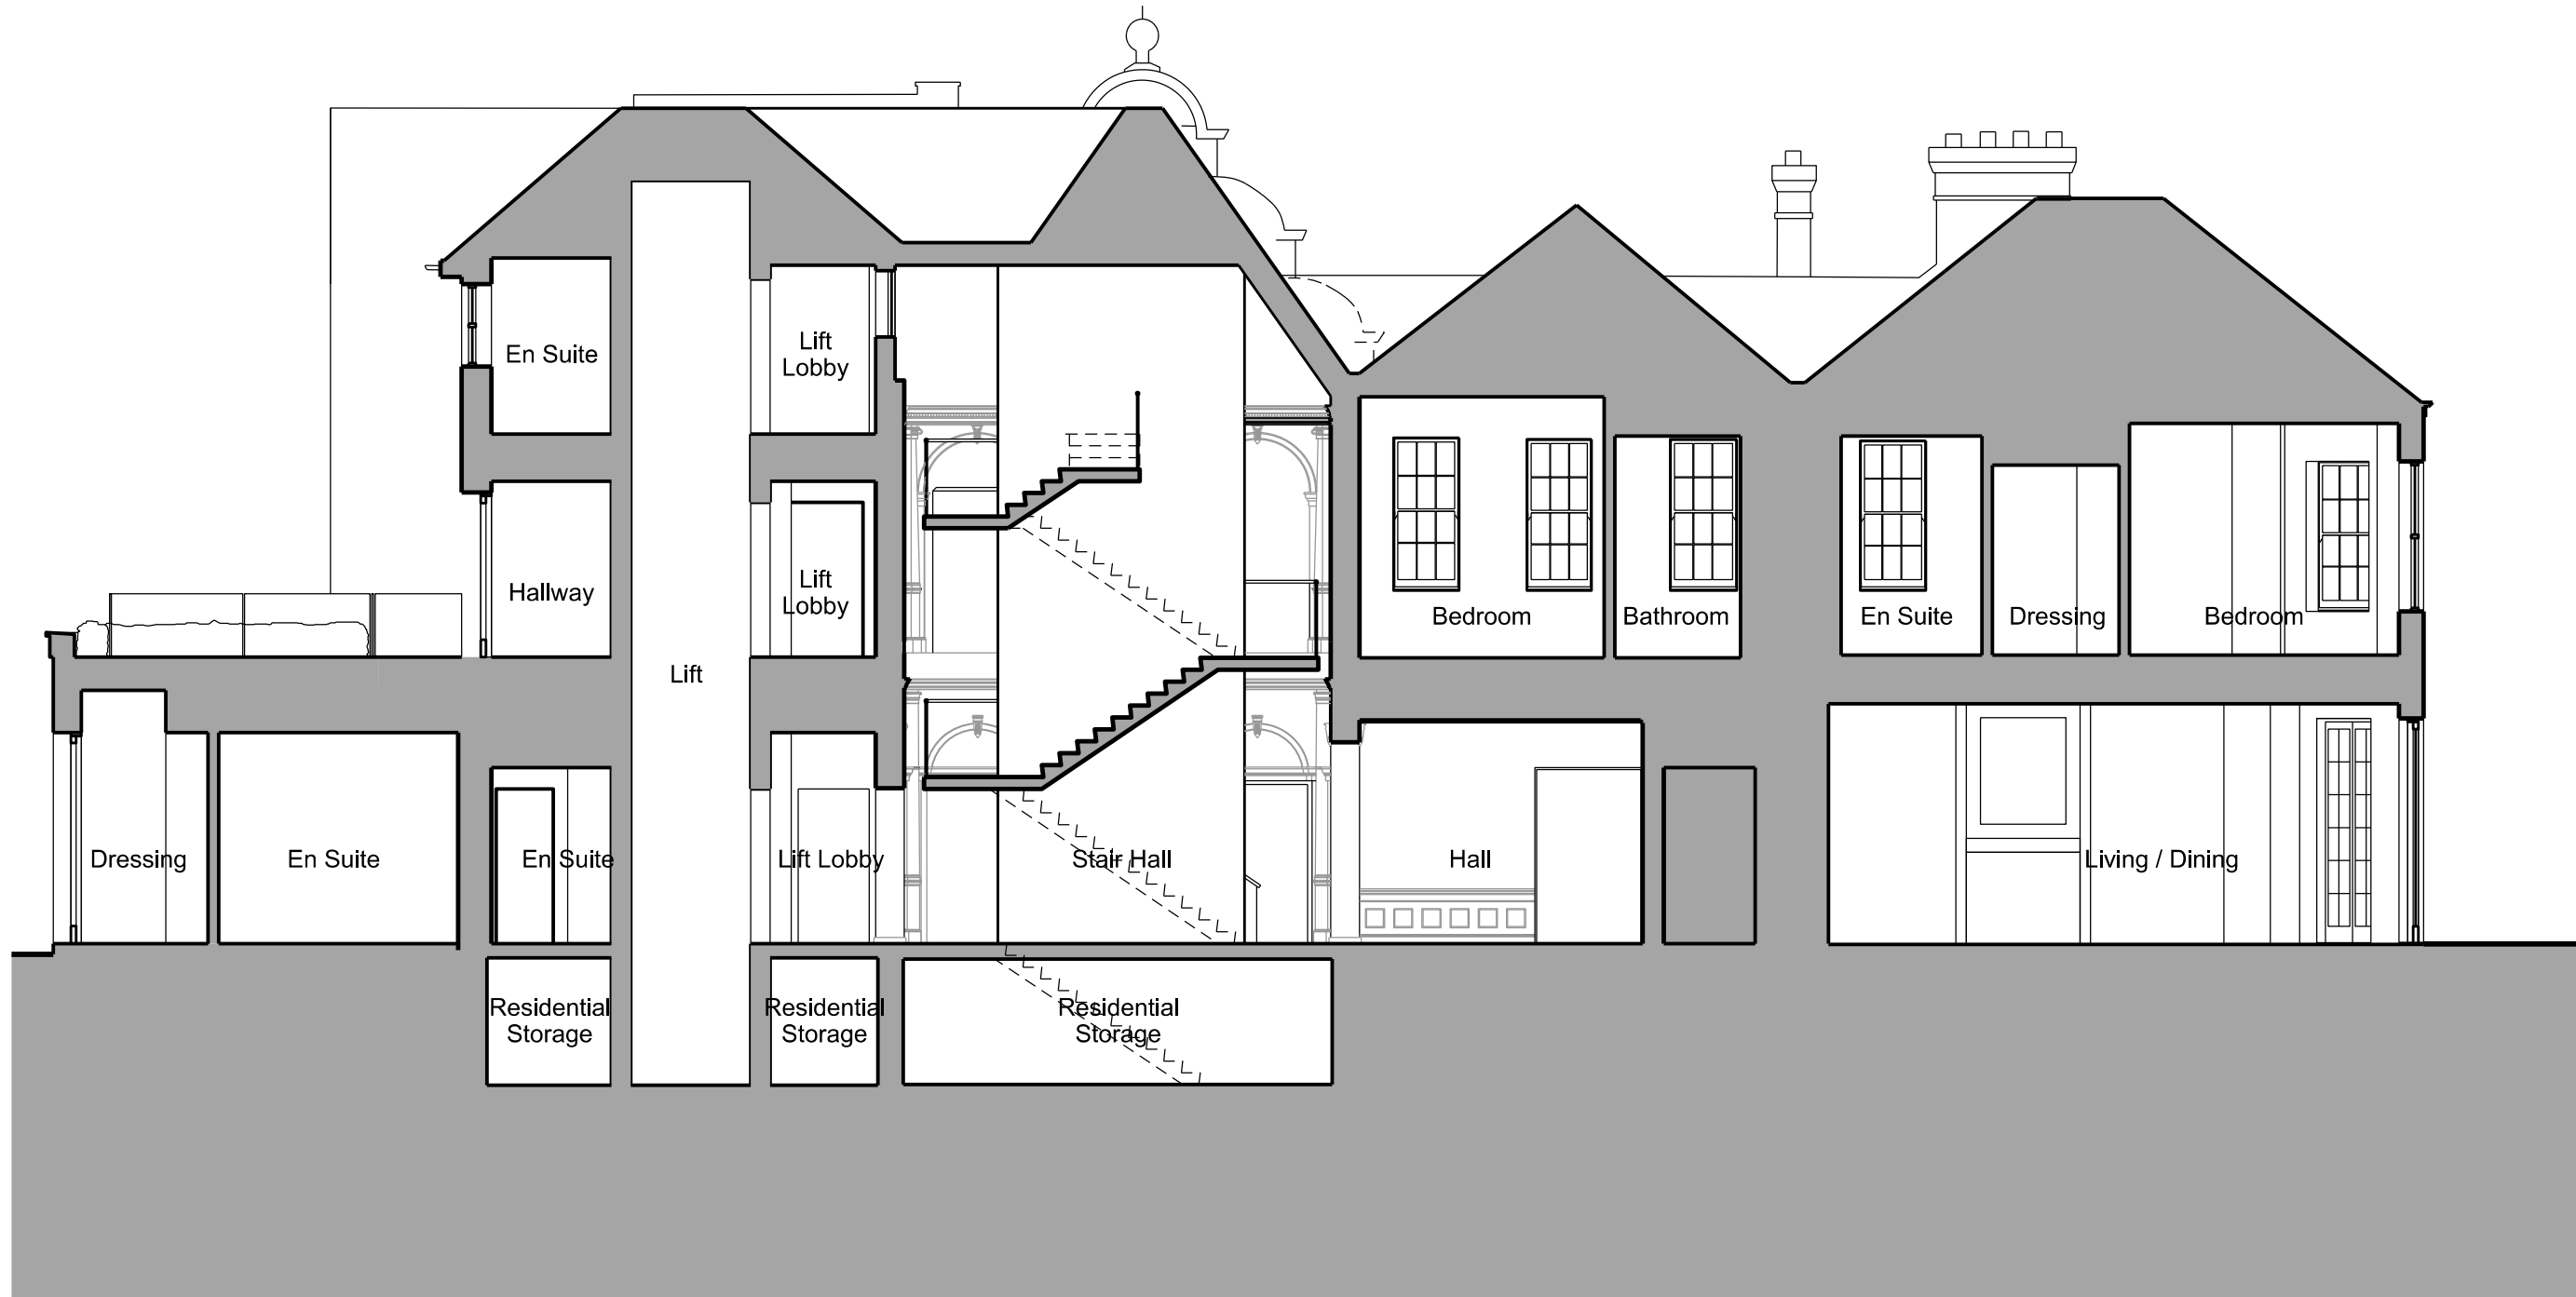 En Suite
Lift
Lobby
Hallway
Lift
Lobby
Bedroom
Bathroom
En Suite
Dressing
Bedroom
Lift
Dressing
En Suite
En Suite
Lift Lobby
Stair Hall
Hall
Living / Dining
Residential
Storage
Residential
Storage
Residential
Storage